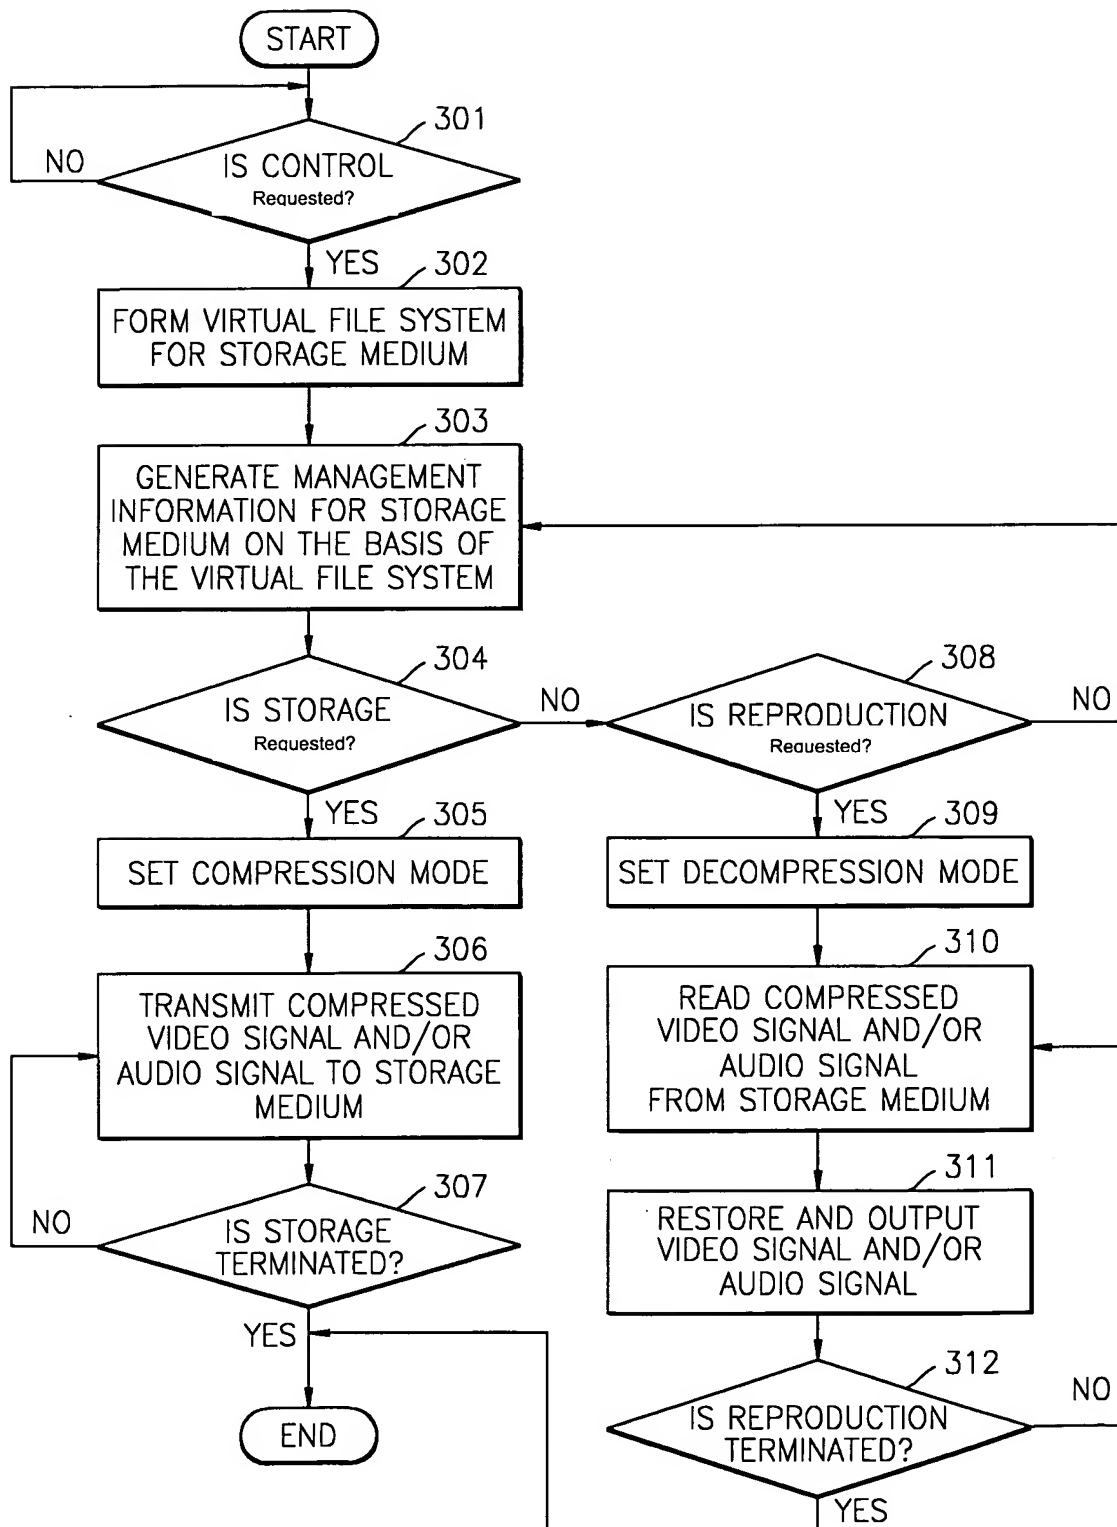 START
301
NO
IS CONTROL
Requested?
YES
302
FORM VIRTUAL FILE SYSTEM
FOR STORAGE MEDIUM
303
GENERATE MANAGEMENT
INFORMATION FOR STORAGE
MEDIUM ON THE BASIS OF
THE VIRTUAL FILE SYSTEM
304
IS STORAGE
Requested?
NO
308
IS REPRODUCTION
Requested?
NO
YES
305
SET COMPRESSION MODE
YES
309
SET DECOMPRESSION MODE
306
TRANSMIT COMPRESSED
VIDEO SIGNAL AND/OR
AUDIO SIGNAL TO STORAGE
MEDIUM
310
READ COMPRESSED
VIDEO SIGNAL AND/OR
AUDIO SIGNAL
FROM STORAGE MEDIUM
307
NO
IS STORAGE
TERMINATED?
YES
END
311
RESTORE AND OUTPUT
VIDEO SIGNAL AND/OR
AUDIO SIGNAL
312
NO
IS REPRODUCTION
TERMINATED?
YES